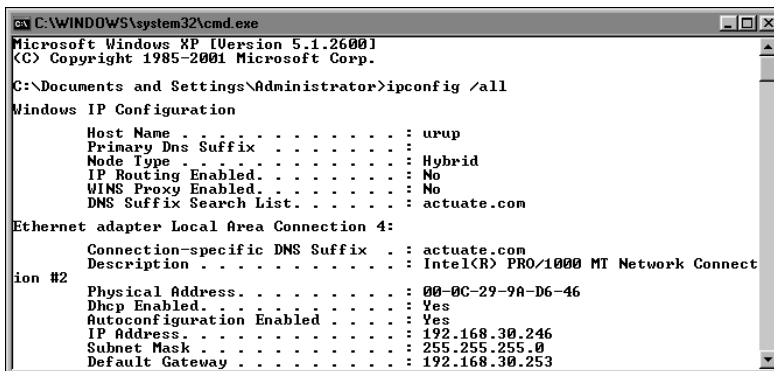 C:\WINDOWS\system32\cmd.exe
Microsoft Windows XP [Version 5.1.2600]
(C) Copyright 1985-2001 Microsoft Corp.
C:\Documents and Settings\Administrator>ipconfig /all
Windows IP Configuration
Host Name . . . . . . . . . . . . : urup
Primary Dns Suffix  . . . . . . . :
Node Type . . . . . . . . . . . . : Hybrid
IP Routing Enabled. . . . . . . . : No
WINS Proxy Enabled. . . . . . . . : No
DNS Suffix Search List. . . . . . : actuate.com
Ethernet adapter Local Area Connection 4:
Connection-specific DNS Suffix  . : actuate.com
Description . . . . . . . . . . . : Intel(R) PRO/1000 MT Network Connect
ion #2
Physical Address. . . . . . . . . : 00-0C-29-9A-D6-46
Dhcp Enabled. . . . . . . . . . . : Yes
Autoconfiguration Enabled . . . . : Yes
IP Address. . . . . . . . . . . . : 192.168.30.246
Subnet Mask . . . . . . . . . . . : 255.255.255.0
Default Gateway . . . . . . . . . : 192.168.30.253